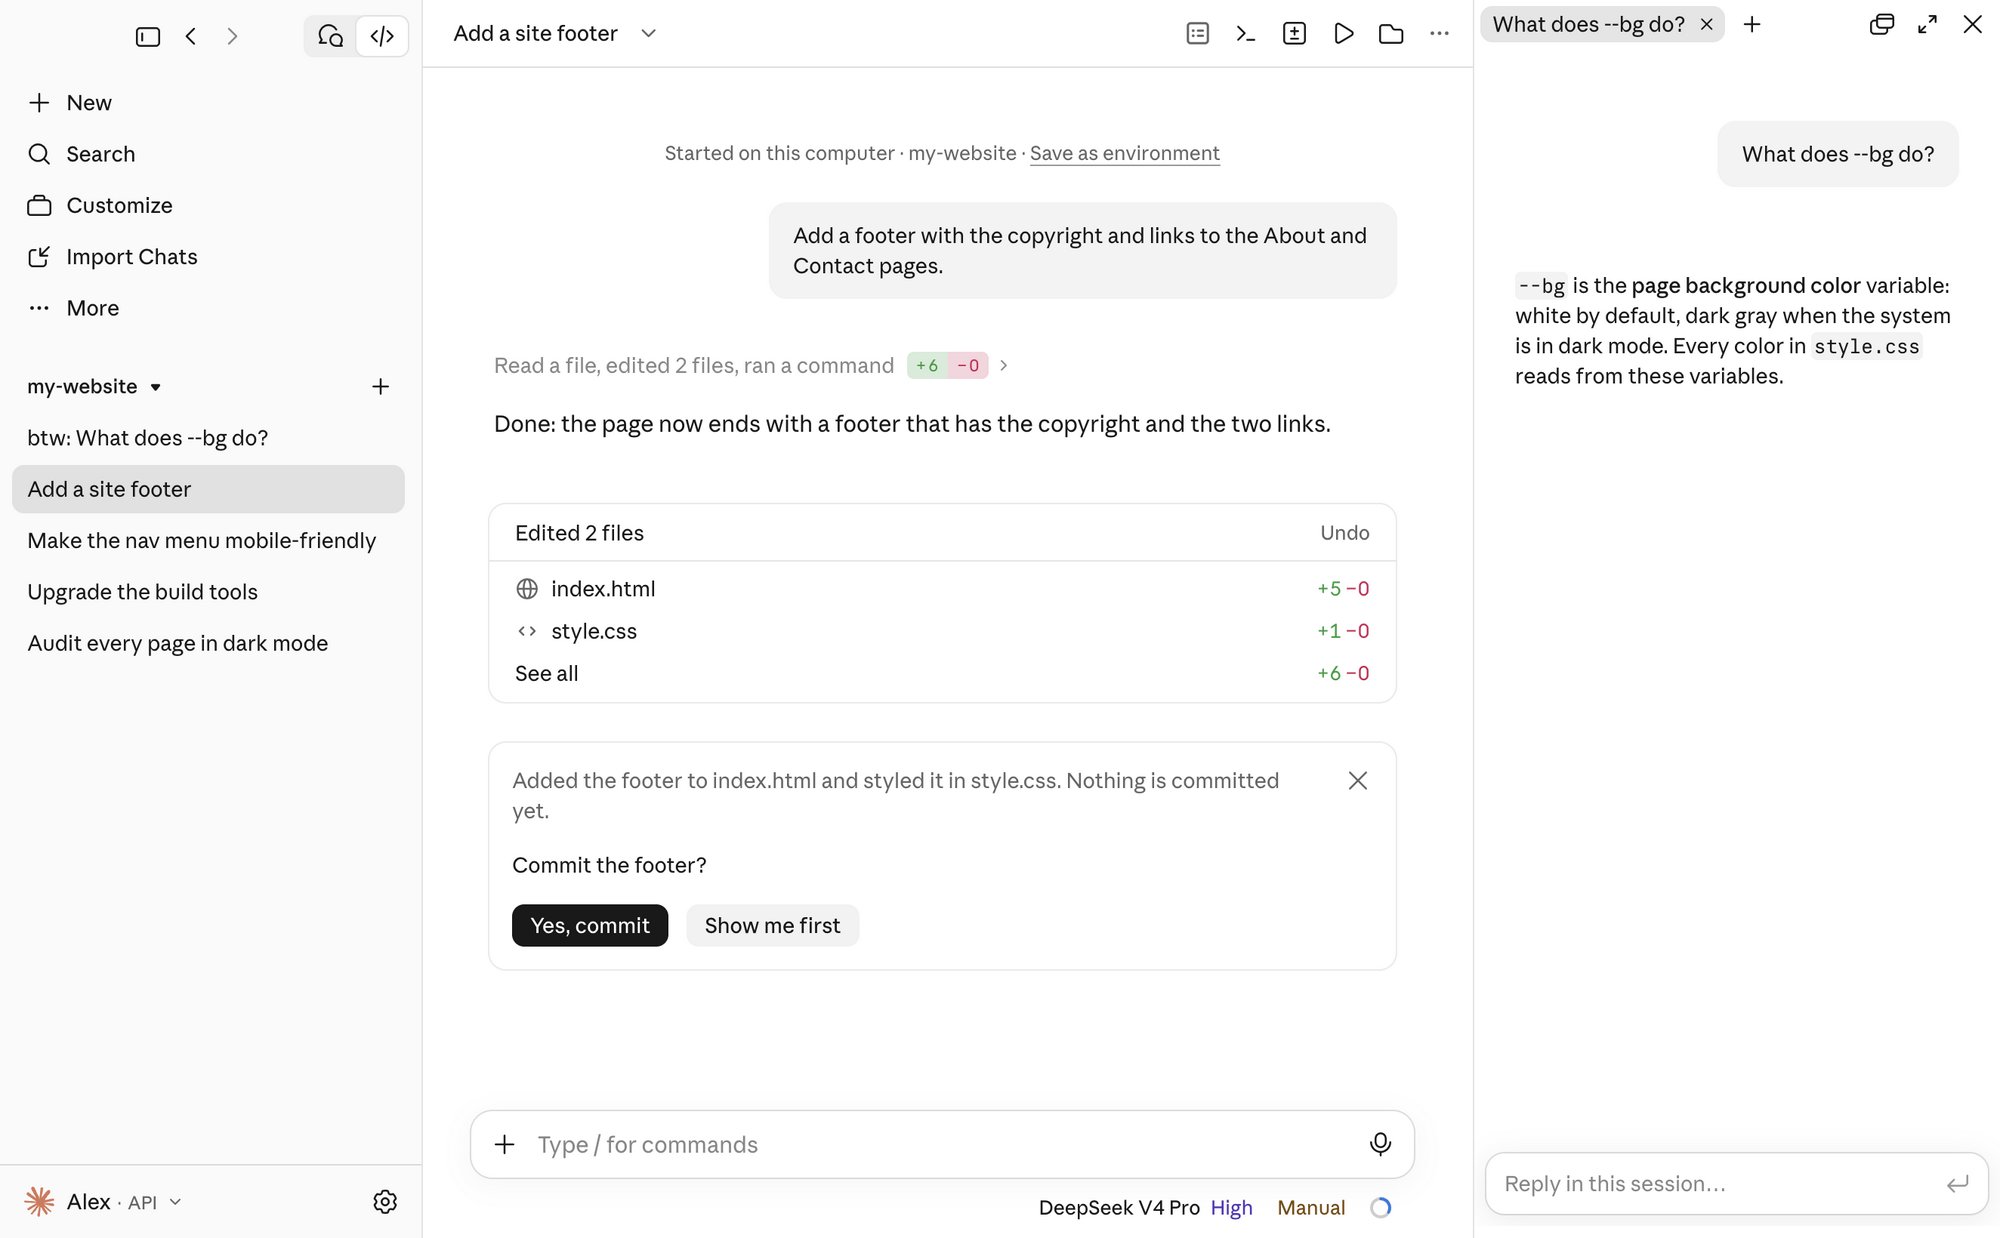 New
Search
Customize
Import Chats
More
my-website
btw: What does --bg do?
Add a site footer
Make the nav menu mobile-friendly
Upgrade the build tools
Audit every page in dark mode
Alex · API
Add a site footer
Started on this computer · my-website · Save as environment
Add a footer with the copyright and links to the About and
Contact pages.
Read a file, edited 2 files, ran a command +6 −0
Done: the page now ends with a footer that has the copyright and the two links.
Edited 2 files Undo
index.html +5 −0
style.css +1 −0
See all +6 −0
Added the footer to index.html and styled it in style.css. Nothing is committed
yet.
Commit the footer?
Yes, commit Show me first
Type / for commands
DeepSeek V4 Pro High Manual
What does --bg do?
What does --bg do?
--bg is the page background color variable:
white by default, dark gray when the system
is in dark mode. Every color in style.css
reads from these variables.
Reply in this session...